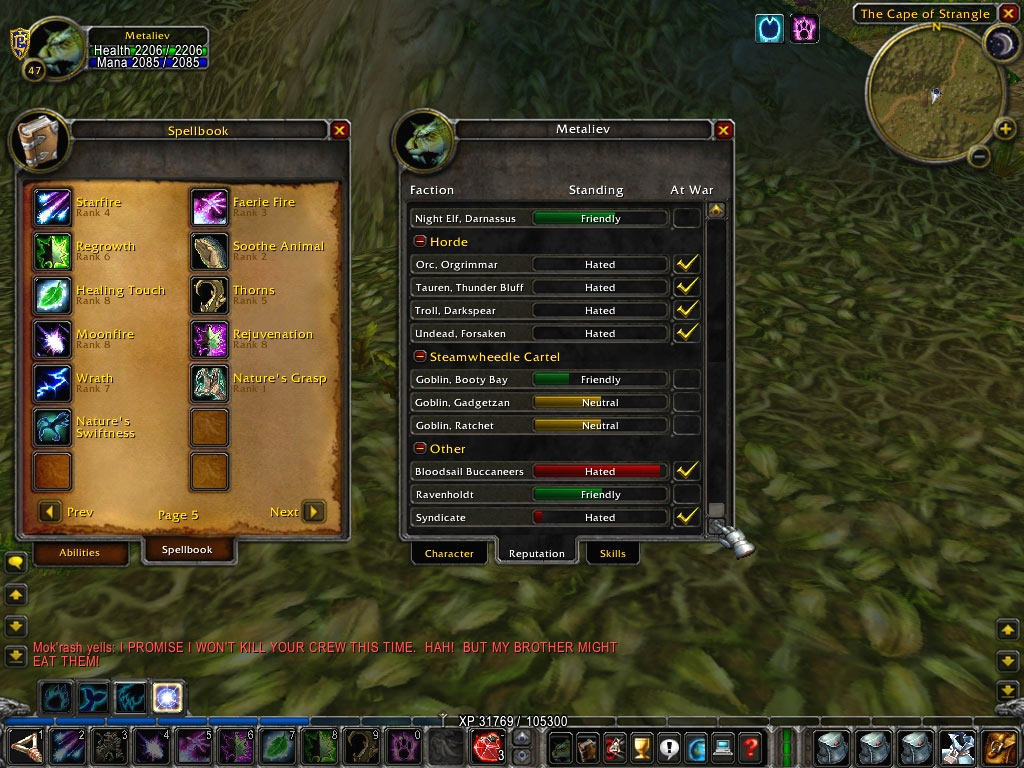 Metaliev
Health 2206 / 2206
Mana 2085 / 2085
47
The Cape of Strangle
N
Spellbook
Starfire
Rank 4
Faerie Fire
Rank 3
Regrowth
Rank 6
Soothe Animal
Rank 2
Healing Touch
Rank 8
Thorns
Rank 5
Moonfire
Rank 8
Rejuvenation
Rank 8
Wrath
Rank 7
Nature's Grasp
Rank 1
Nature's
Swiftness
Prev
Page 5
Next
Abilities
Spellbook
Metaliev
Faction Standing At War
Night Elf, Darnassus Friendly
Horde
Orc, Orgrimmar Hated
Tauren, Thunder Bluff Hated
Troll, Darkspear Hated
Undead, Forsaken Hated
Steamwheedle Cartel
Goblin, Booty Bay Friendly
Goblin, Gadgetzan Neutral
Goblin, Ratchet Neutral
Other
Bloodsail Buccaneers Hated
Ravenholdt Friendly
Syndicate Hated
Character
Reputation
Skills
Mok'rash yells: I PROMISE I WON'T KILL YOUR CREW THIS TIME. HAH! BUT MY BROTHER MIGHT
EAT THEM!
XP 31769 / 105300
1 2 3 4 5 6 7 8 9 0
3